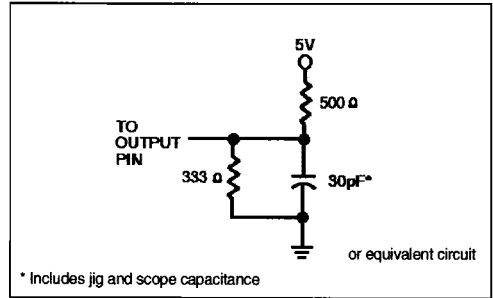 5V
500 Ω
TO
OUTPUT
PIN
333 Ω
30pF*
or equivalent circuit
* Includes jig and scope capacitance